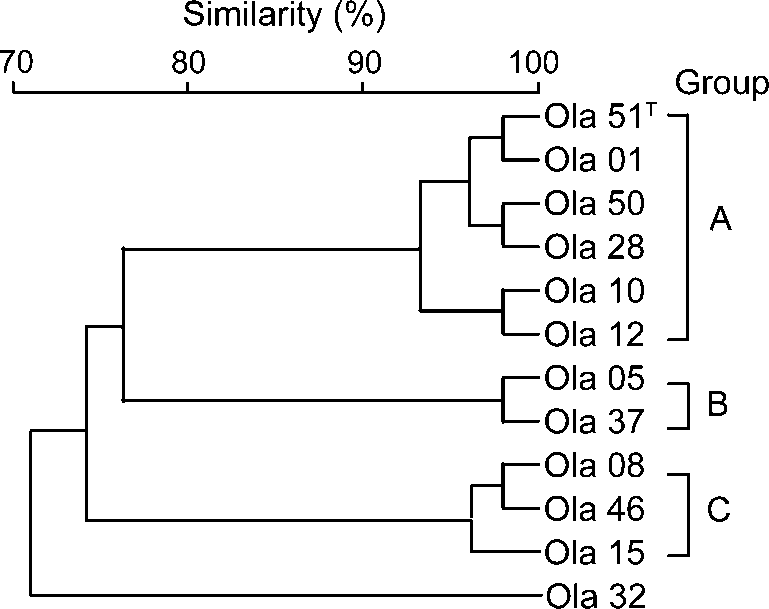 Similarity (%)
70 80 90 100
Group
Ola 51ᵀ
Ola 01
Ola 50
Ola 28
A
Ola 10
Ola 12
Ola 05
B
Ola 37
Ola 08
Ola 46
C
Ola 15
Ola 32